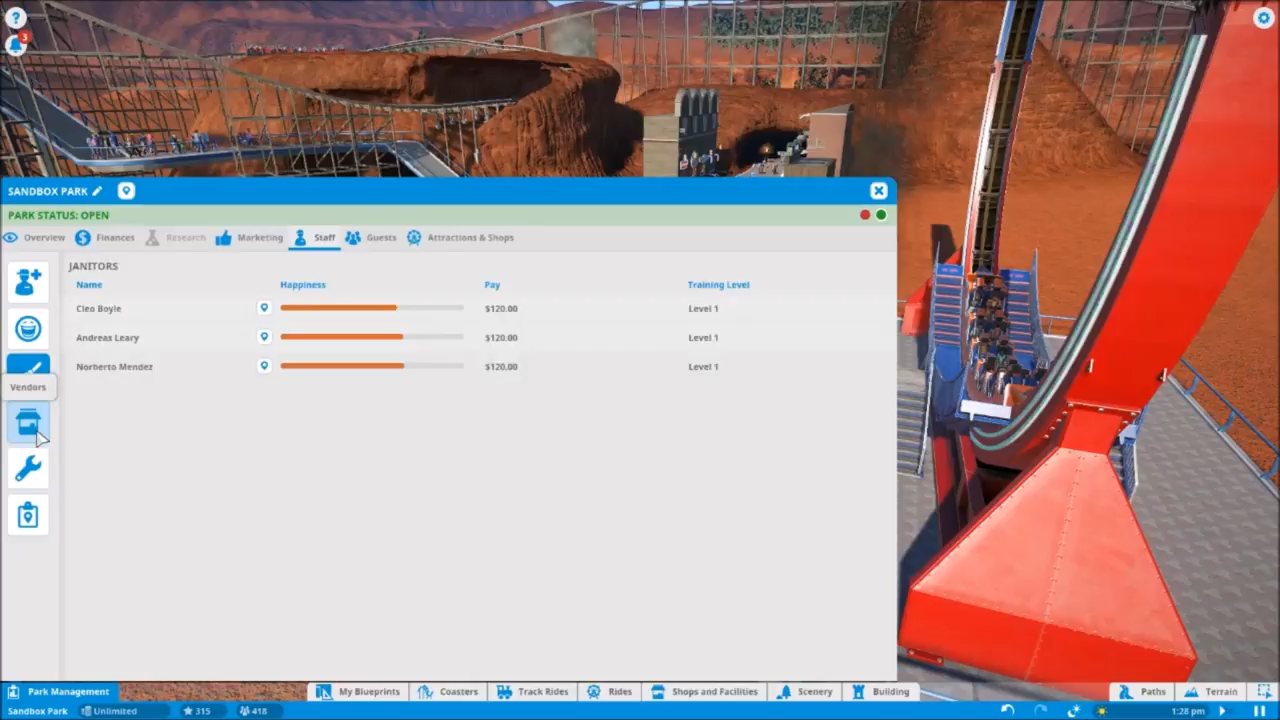 ?
3
SANDBOX PARK
PARK STATUS: OPEN
Overview Finances Research Marketing Staff Guests Attractions & Shops
JANITORS
Name Happiness Pay Training Level
Cleo Boyle $120.00 Level 1
Andreas Leary $120.00 Level 1
Norberto Mendez $120.00 Level 1
Vendors
Park Management My Blueprints Coasters Track Rides Rides Shops and Facilities Scenery Building Paths Terrain
Sandbox Park Unlimited 315 418 1:28 pm